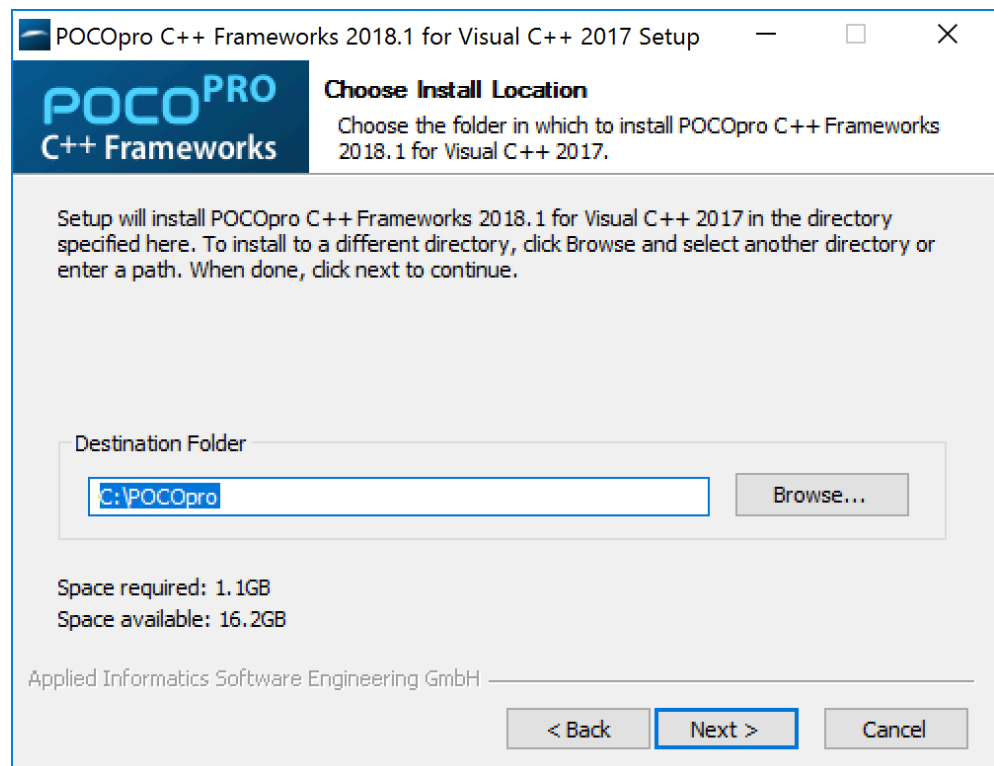 POCOpro C++ Frameworks 2018.1 for Visual C++ 2017 Setup
POCO PRO
C++ Frameworks
Choose Install Location
Choose the folder in which to install POCOpro C++ Frameworks
2018.1 for Visual C++ 2017.
Setup will install POCOpro C++ Frameworks 2018.1 for Visual C++ 2017 in the directory
specified here. To install to a different directory, click Browse and select another directory or
enter a path. When done, click next to continue.
Destination Folder
C:\POCOpro
Browse...
Space required: 1.1GB
Space available: 16.2GB
Applied Informatics Software Engineering GmbH
< Back
Next >
Cancel